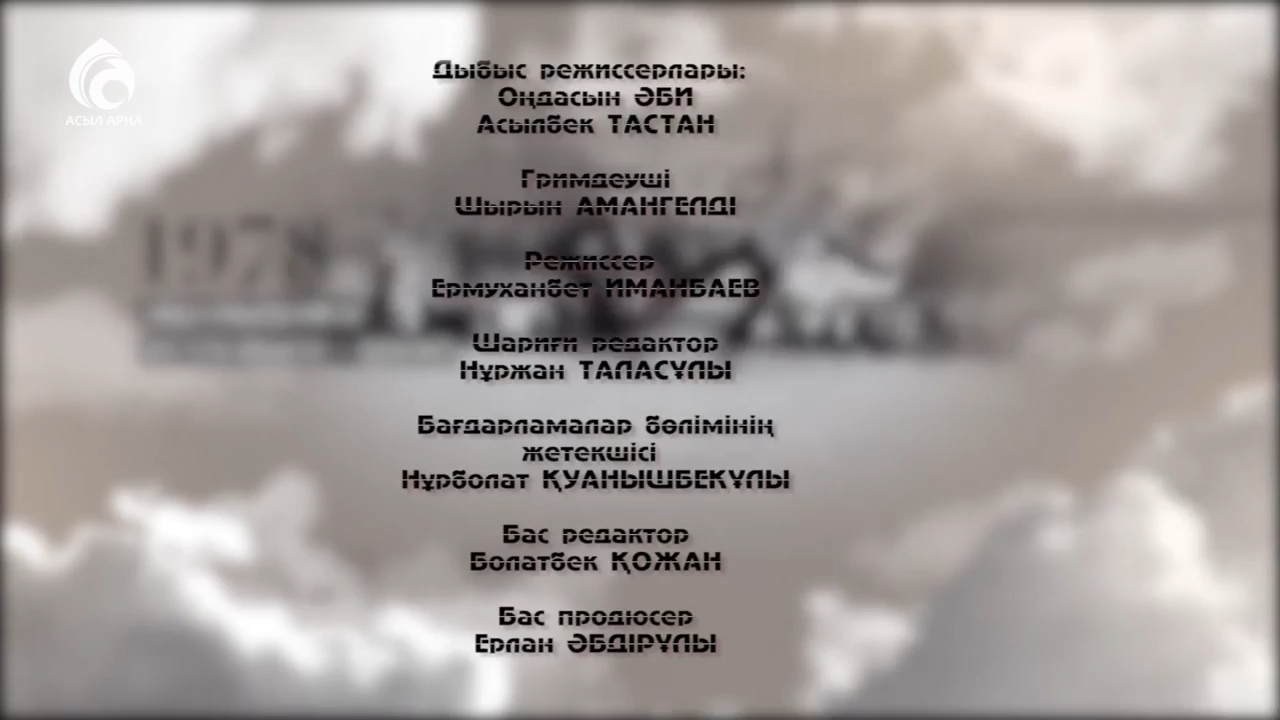 АСЫЛ АРНА
Дыбыс режиссерлары:
Оңдасын ӘБИ
Асылбек ТАСТАН
Гримдеуші
Шырын АМАНГЕЛДІ
Режиссер
Ермуханбет ИМАНБАЕВ
1978
Шариғи редактор
Нұржан ТАЛАСҰЛЫ
Бағдарламалар бөлімінің
жетекшісі
Нұрболат ҚУАНЫШБЕКҰЛЫ
Бас редактор
Болатбек ҚОЖАН
Бас продюсер
Ерлан ӘБДІРҰЛЫ